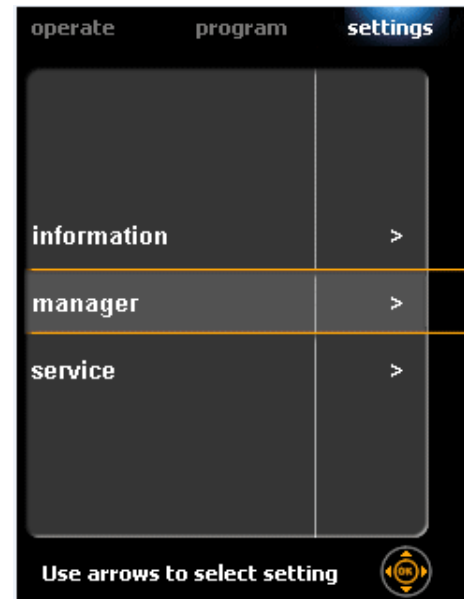 operate program settings
information >
manager >
service >
Use arrows to select setting OK